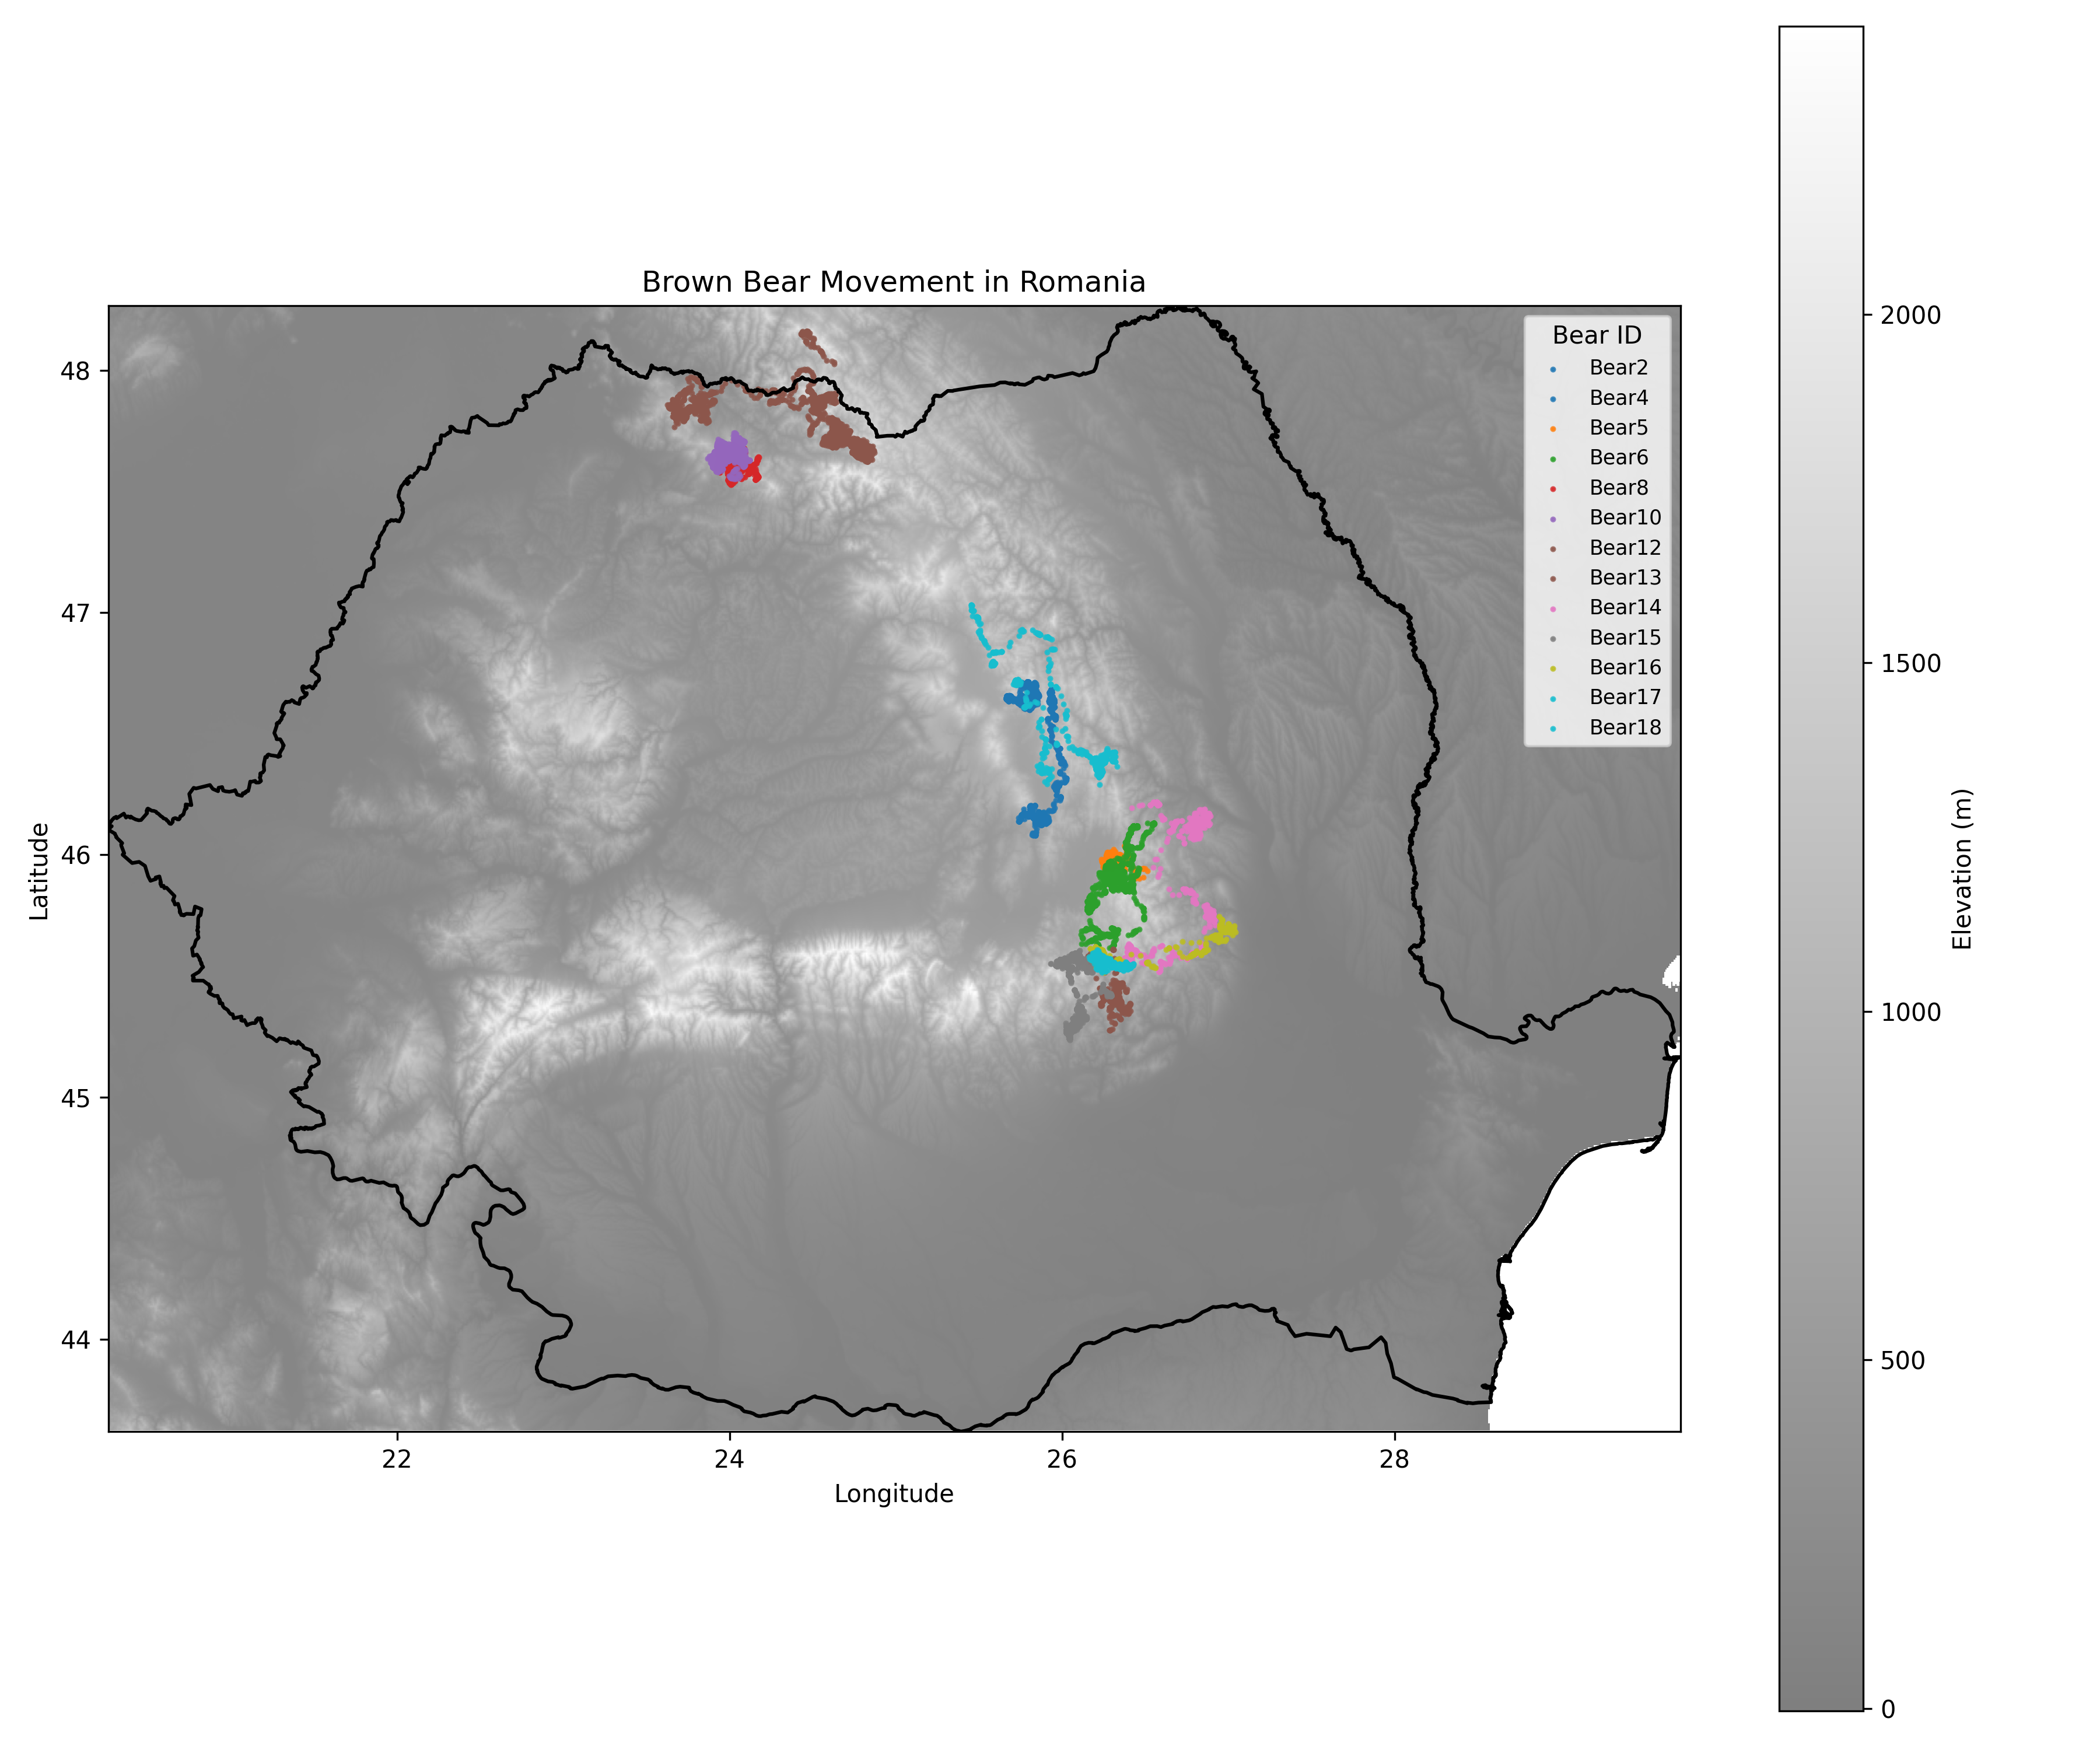 Brown Bear Movement in Romania
Bear ID
Bear2
Bear4
Bear5
Bear6
Bear8
Bear10
Bear12
Bear13
Bear14
Bear15
Bear16
Bear17
Bear18
48
47
46
45
44
Latitude
22
24
26
28
Longitude
2000
1500
1000
500
0
Elevation (m)